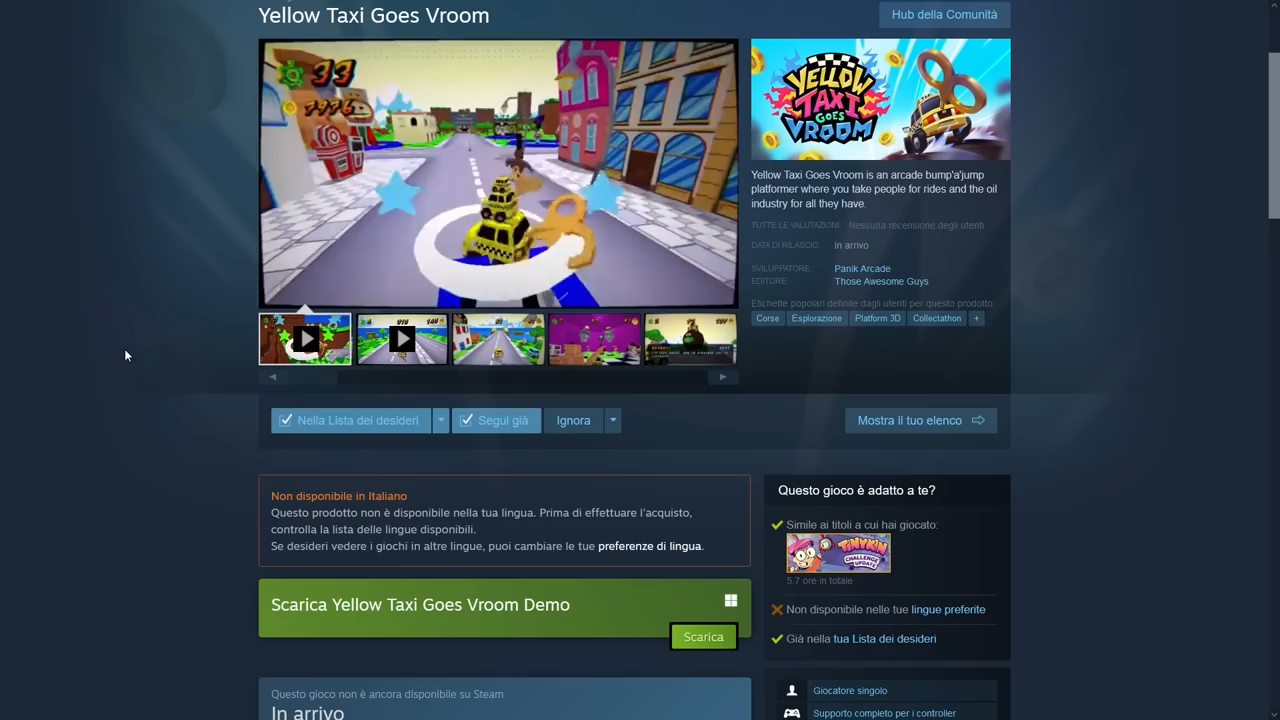 Yellow Taxi Goes Vroom
Hub della Comunità
33
7976
YELLOW
TAXI
GOES
VROOM
Yellow Taxi Goes Vroom is an arcade bump'a'jump
platformer where you take people for rides and the oil
industry for all they have.
TUTTE LE VALUTAZIONI: Nessuna recensione degli utenti
DATA DI RILASCIO: In arrivo
SVILUPPATORE: Panik Arcade
EDITORE: Those Awesome Guys
Etichette popolari definite dagli utenti per questo prodotto:
Corse Esplorazione Platform 3D Collectathon +
Nella Lista dei desideri
Segui già
Ignora
Mostra il tuo elenco
Non disponibile in Italiano
Questo prodotto non è disponibile nella tua lingua. Prima di effettuare l'acquisto,
controlla la lista delle lingue disponibili.
Se desideri vedere i giochi in altre lingue, puoi cambiare le tue preferenze di lingua.
Scarica Yellow Taxi Goes Vroom Demo
Scarica
Questo gioco non è ancora disponibile su Steam
In arrivo
Questo gioco è adatto a te?
Simile ai titoli a cui hai giocato:
TINYKIN
CHALLENGE
UPDATE
5.7 ore in totale
Non disponibile nelle tue lingue preferite
Già nella tua Lista dei desideri
Giocatore singolo
Supporto completo per i controller